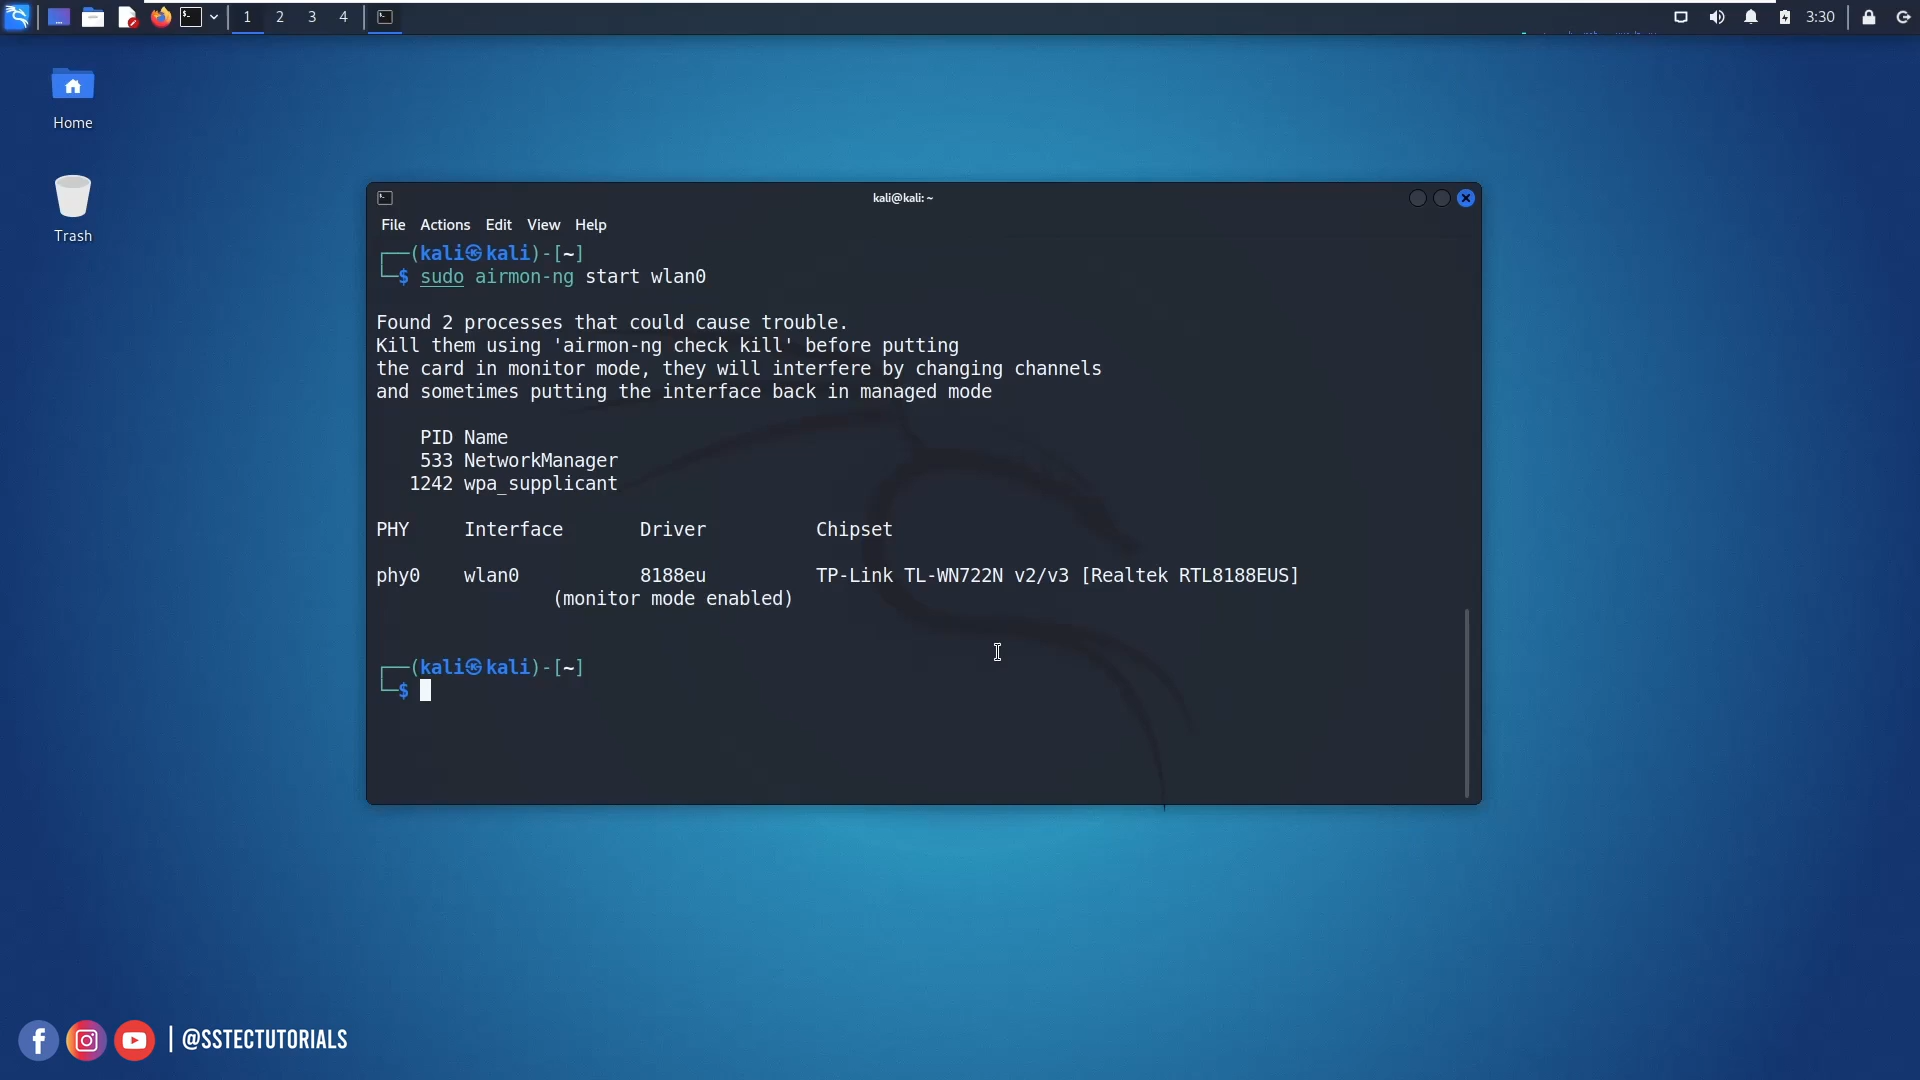 1 2 3 4
3:30
Home
Trash
kali@kali: ~
File Actions Edit View Help
┌──(kali㉿kali)-[~]
└─$ sudo airmon-ng start wlan0
Found 2 processes that could cause trouble.
Kill them using 'airmon-ng check kill' before putting
the card in monitor mode, they will interfere by changing channels
and sometimes putting the interface back in managed mode
PID Name
533 NetworkManager
1242 wpa_supplicant
PHY Interface Driver Chipset
phy0 wlan0 8188eu TP-Link TL-WN722N v2/v3 [Realtek RTL8188EUS]
(monitor mode enabled)
┌──(kali㉿kali)-[~]
└─$
| @SSTECTUTORIALS